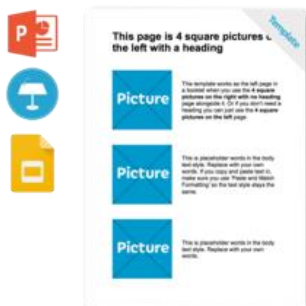 P
Template
This page is 4 square pictures
the left with a heading
Picture
This template works as the left page in
a booklet when you use the 4 square
pictures on the right with no heading
page alongside it. Or if you don't need a
heading you can just use the 4 square
pictures on the left page.
Picture
This is placeholder words in the body
text style. Replace with your own
words. If you copy and paste text in,
make sure you use 'Paste and Match
Formatting' so the text style stays the
same.
Picture
This is placeholder words in the body
text style. Replace with your own
words.